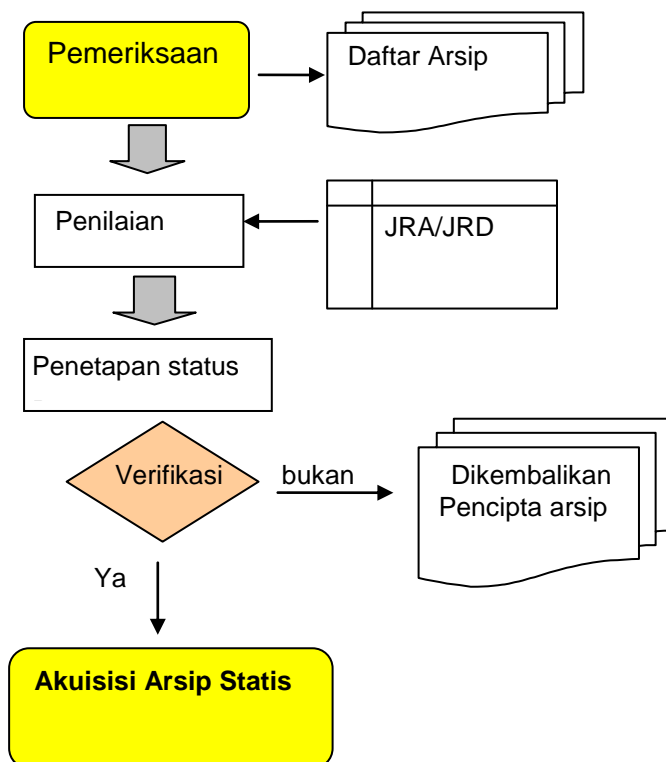 Pemeriksaan
Daftar Arsip
Penilaian
JRA/JRD
Penetapan status
Verifikasi
bukan
Dikembalikan
Pencipta arsip
Ya
Akuisisi Arsip Statis